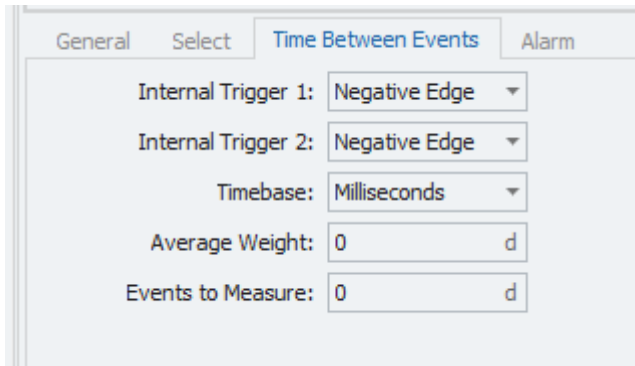 General Select Time Between Events Alarm
Internal Trigger 1: Negative Edge
Internal Trigger 2: Negative Edge
Timebase: Milliseconds
Average Weight: 0 d
Events to Measure: 0 d